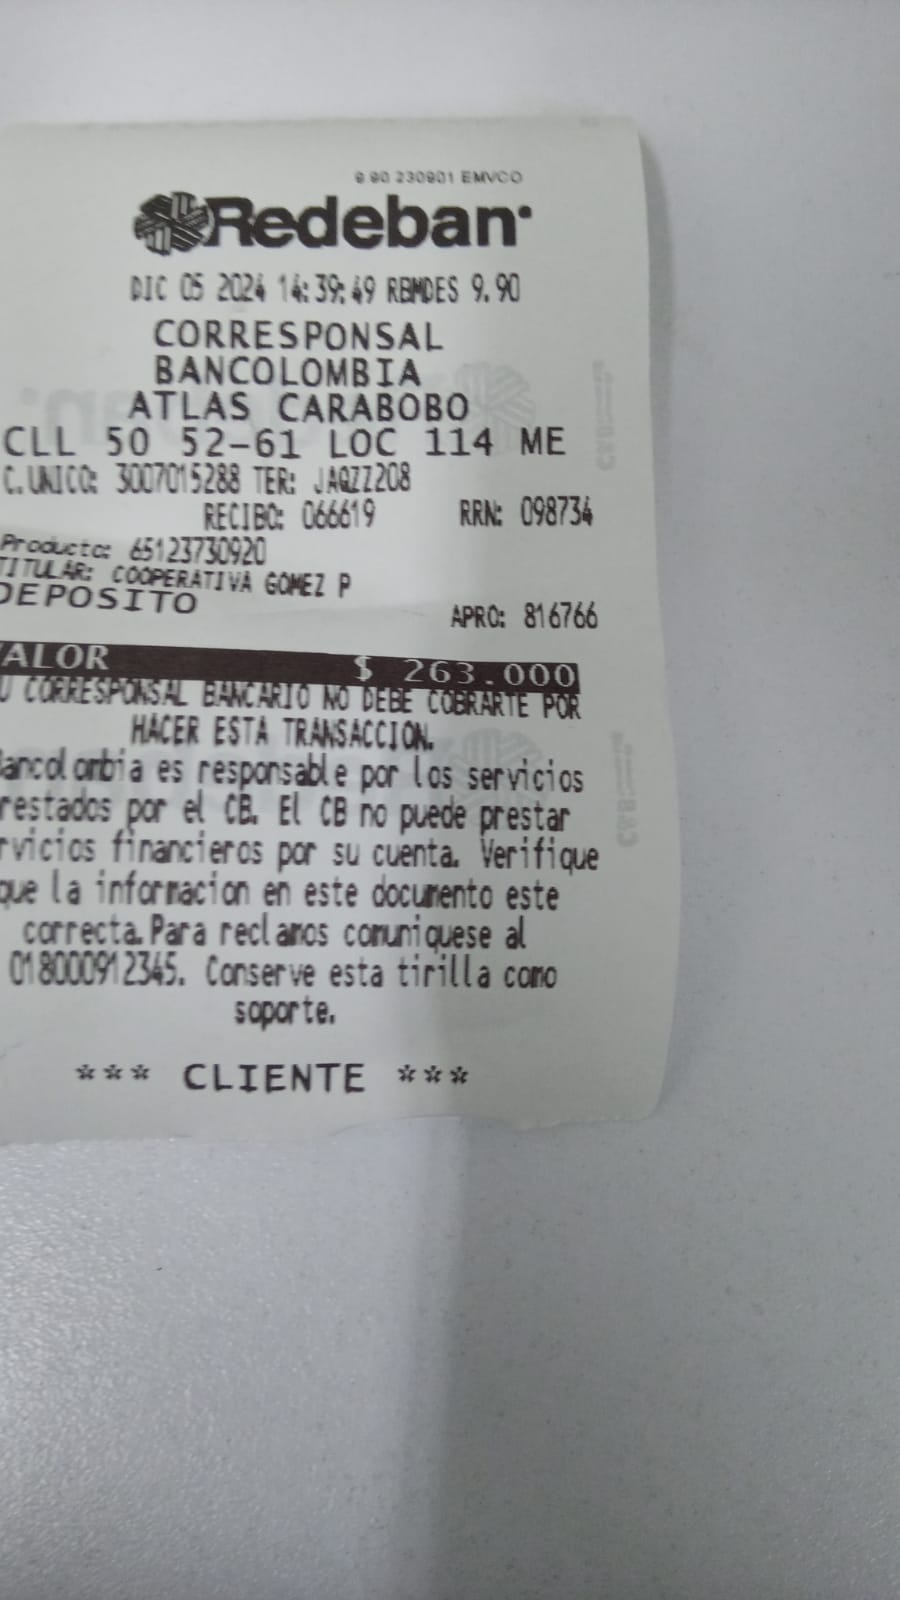 9.90 230901 EMVCO
Redeban
DIC 05 2024 14:39:49 RBMDES 9.90
CORRESPONSAL
BANCOLOMBIA
ATLAS CARABOBO
CLL 50 52-61 LOC 114 ME
C.UNICO: 3007015288 TER: JAQZZ208
RECIBO: 066619 RRN: 098734
Producto: 65123730920
TITULAR: COOPERATIVA GOMEZ P
DEPOSITO
APRO: 816766
VALOR $ 263.000
U CORRESPONSAL BANCARIO NO DEBE COBRARTE POR
HACER ESTA TRANSACCION.
Bancolombia es responsable por los servicios
restados por el CB. El CB no puede prestar
rvicios financieros por su cuenta. Verifique
que la informacion en este documento este
correcta.Para reclamos comuniquese al
018000912345. Conserve esta tirilla como
soporte.
*** CLIENTE ***